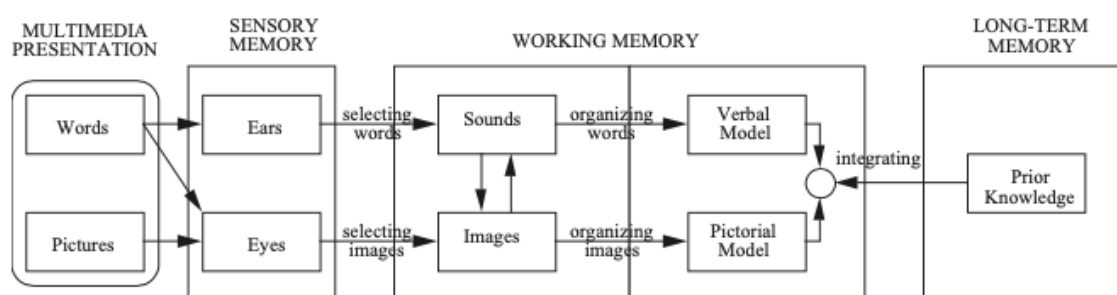 MULTIMEDIA
PRESENTATION
SENSORY
MEMORY
WORKING MEMORY
LONG-TERM
MEMORY
Words
Ears
selecting
words
Sounds
organizing
words
Verbal
Model
integrating
Prior
Knowledge
Pictures
Eyes
selecting
images
Images
organizing
images
Pictorial
Model